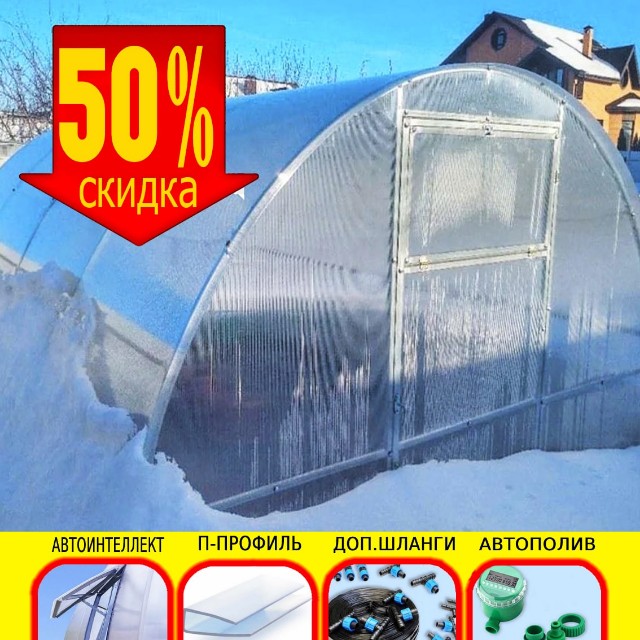 50%
скидка
АВТОИНТЕЛЛЕКТ
П-ПРОФИЛЬ
ДОП.ШЛАНГИ
АВТОПОЛИВ